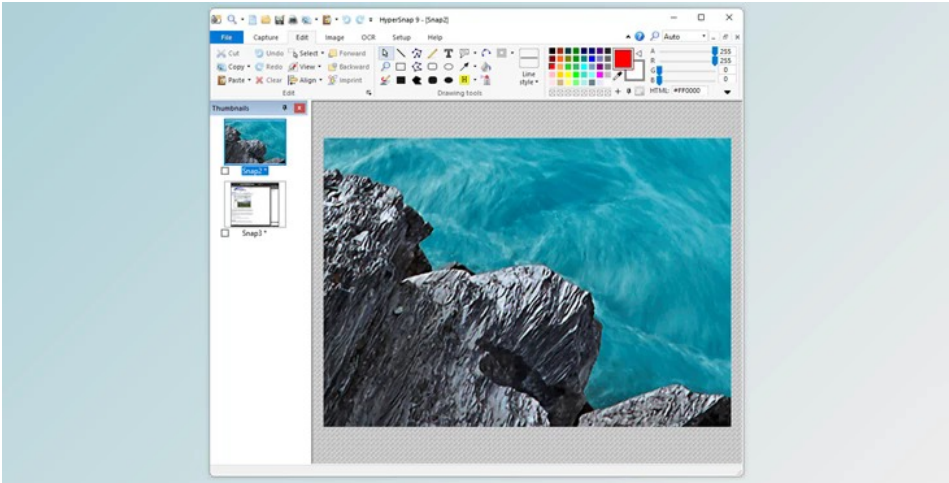 HyperSnap 9 - [Snap2]
File Capture Edit Image OCR Setup Help Auto
Cut Undo Select Forward
Copy Redo View Backward
Paste Clear Align Imprint
Edit
T
H
Line style
Drawing tools
A 255
R 255
G 0
B 0
HTML: #FF0000
Thumbnails
Snap2 *
Snap3 *